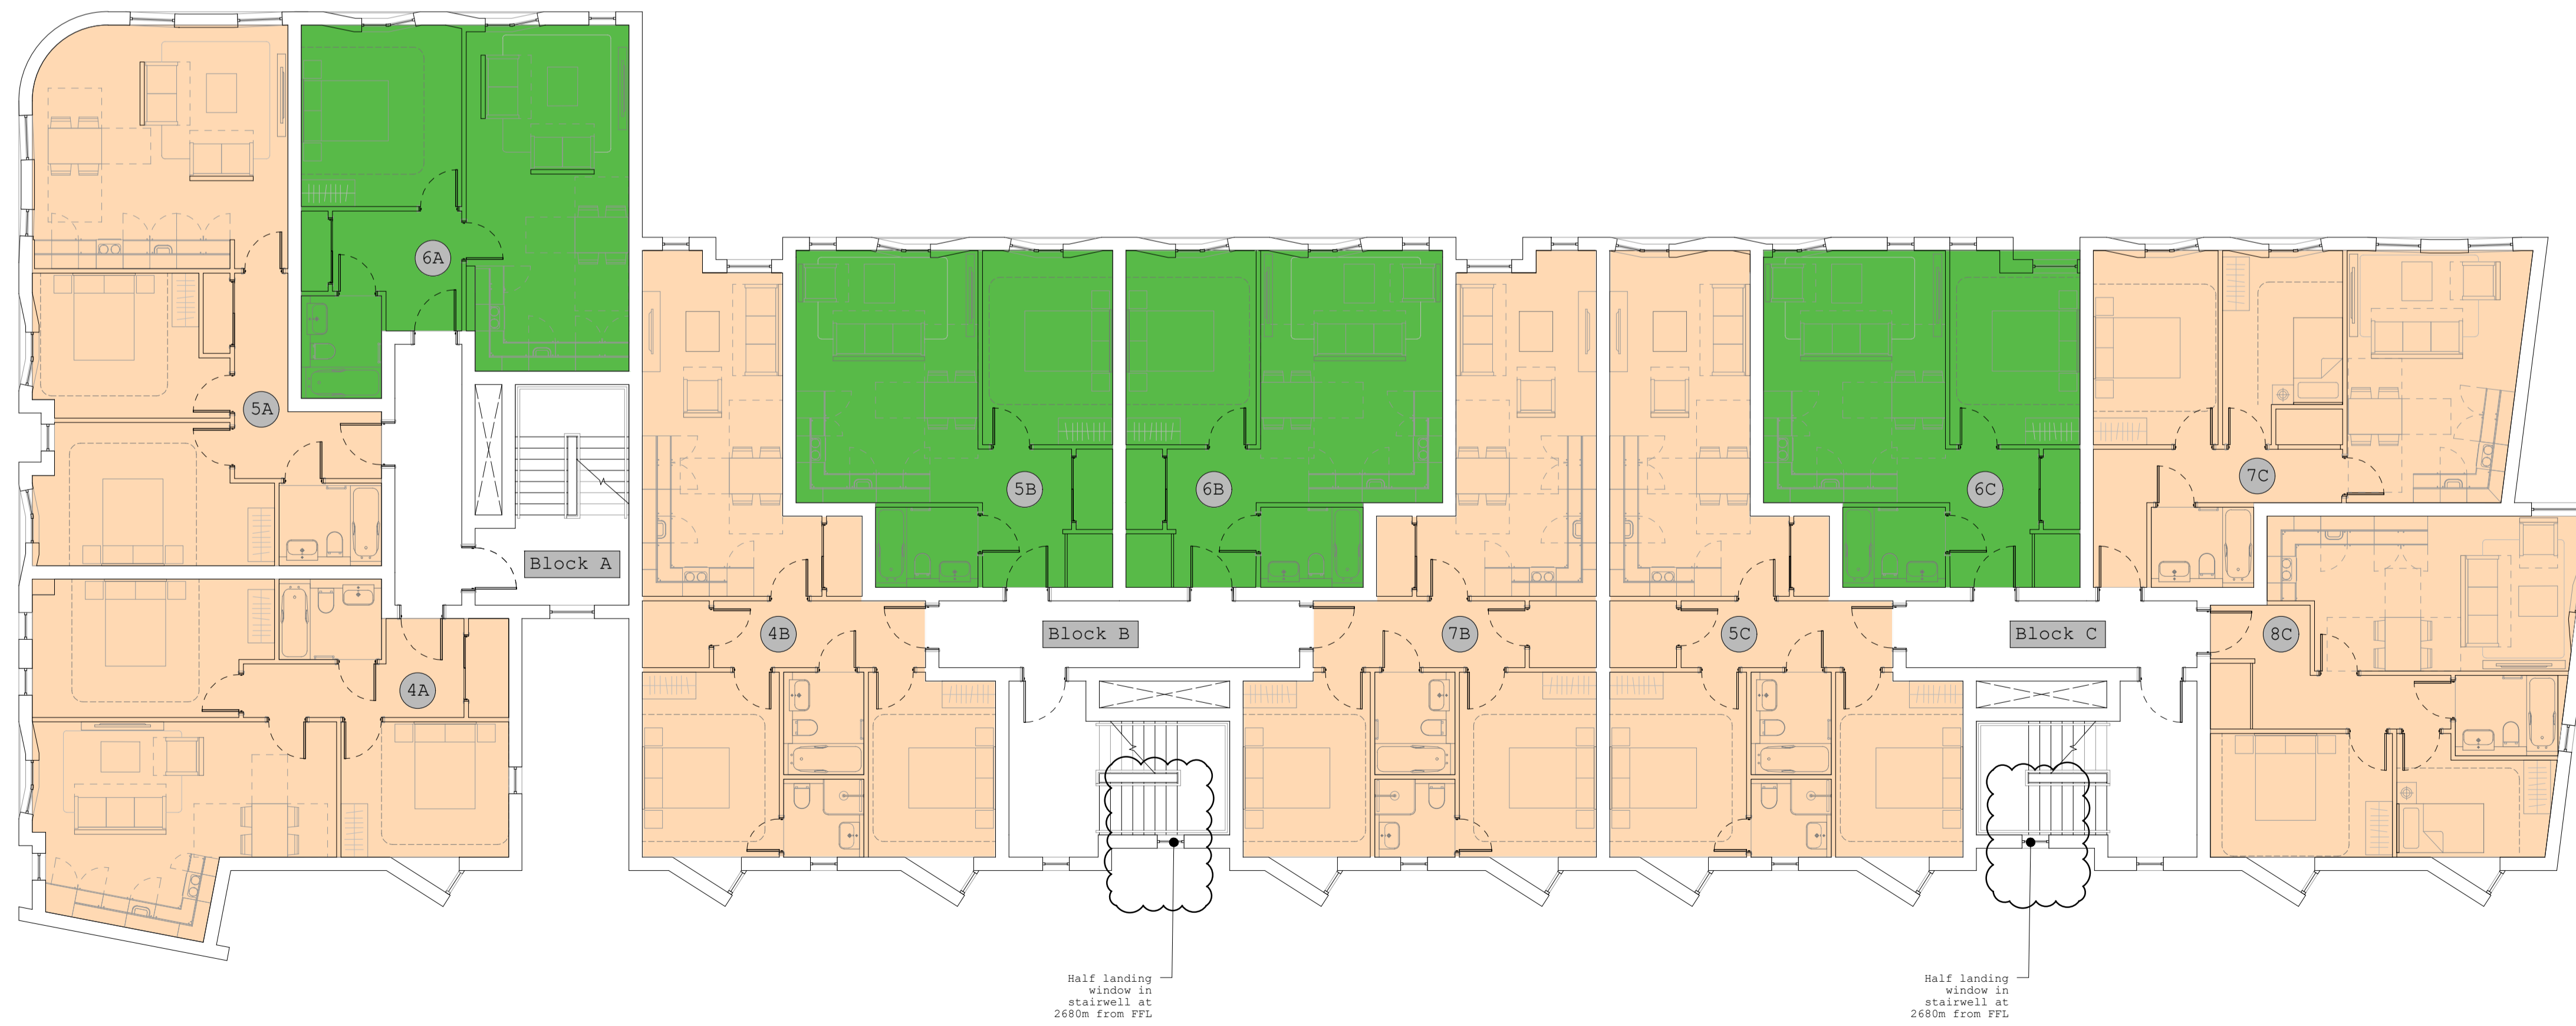 6A
5A
5B
6B
6C
7C
Block A
4B
Block B
7B
5C
Block C
8C
4A
Half landing
window in
stairwell at
2680m from FFL
Half landing
window in
stairwell at
2680m from FFL